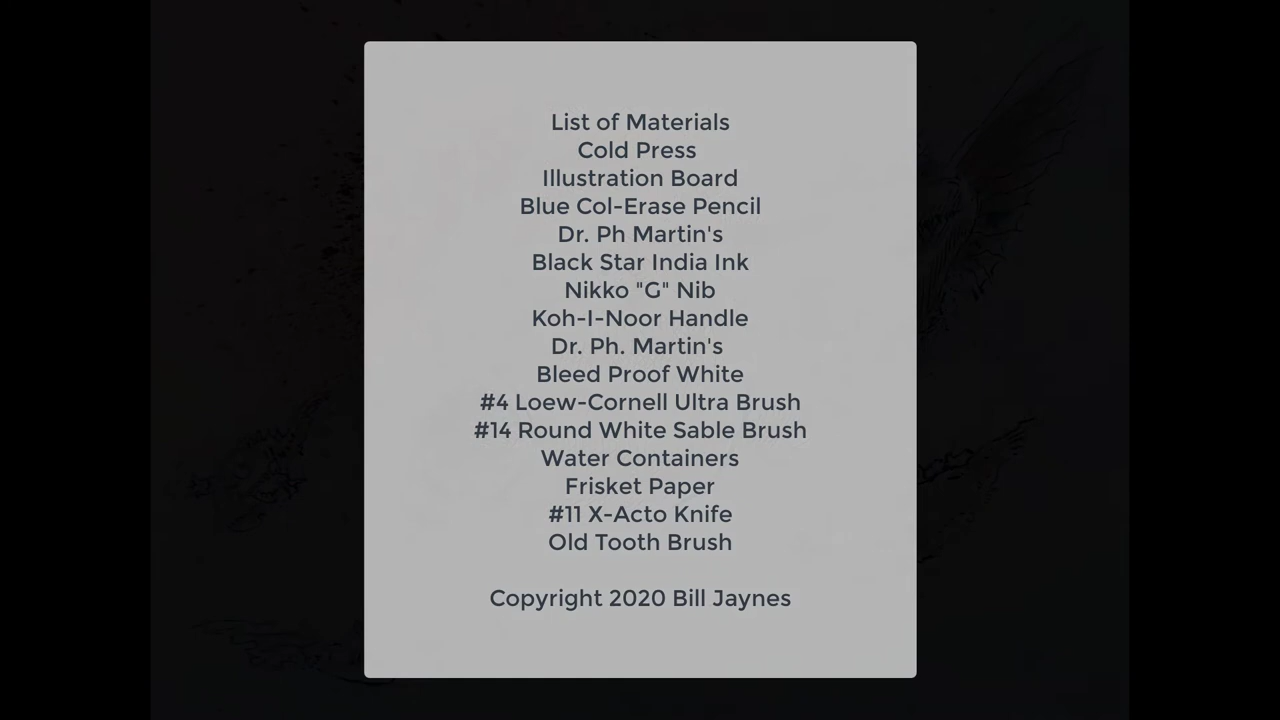 List of Materials
Cold Press
Illustration Board
Blue Col-Erase Pencil
Dr. Ph Martin's
Black Star India Ink
Nikko "G" Nib
Koh-I-Noor Handle
Dr. Ph. Martin's
Bleed Proof White
#4 Loew-Cornell Ultra Brush
#14 Round White Sable Brush
Water Containers
Frisket Paper
#11 X-Acto Knife
Old Tooth Brush
Copyright 2020 Bill Jaynes